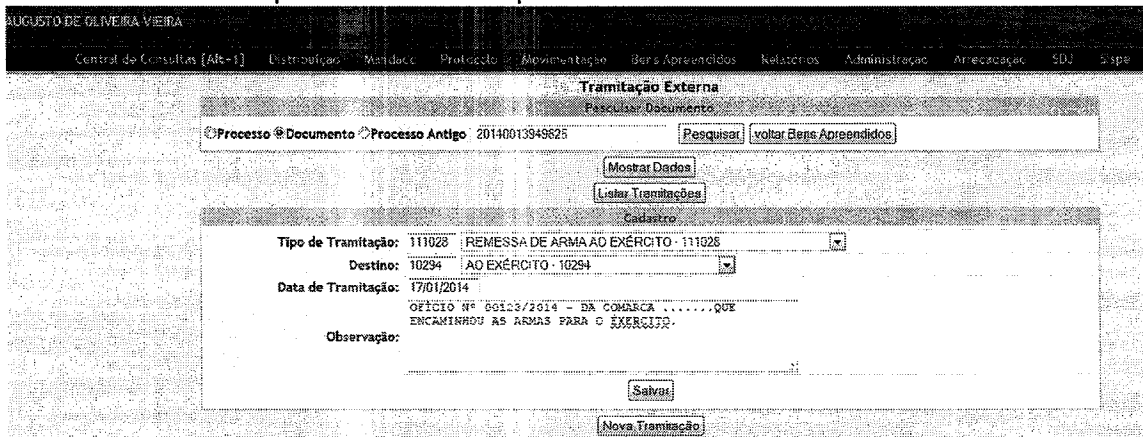 AUGUSTO DE OLIVEIRA VIEIRA
Central de Consultas [Alt-1] Distribuição Mandado Protocolo Movimentação Bens Apreendidos Relatórios Administração Arrecadação SDJ Sispe
Tramitação Externa
Pesquisar Documento
Processo Documento Processo Antigo 20140013949825 Pesquisar voltar Bens Apreendidos
Mostrar Dados
Listar Tramitações
Cadastro
Tipo de Tramitação: 111028 REMESSA DE ARMA AO EXÉRCITO - 111028
Destino: 10294 AO EXÉRCITO - 10294
Data de Tramitação: 17/01/2014
OFÍCIO Nº 00123/2014 - DA COMARCA .......QUE
ENCAMINHOU AS ARMAS PARA O ÉXERCITO.
Observação:
Salvar
Nova Tramitação